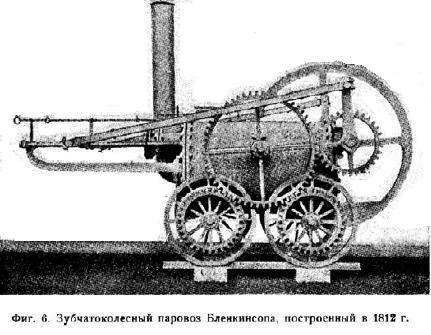 Фиг. 6. Зубчатоколесный паровоз Бленкинсопа, построенный в 1812 г.